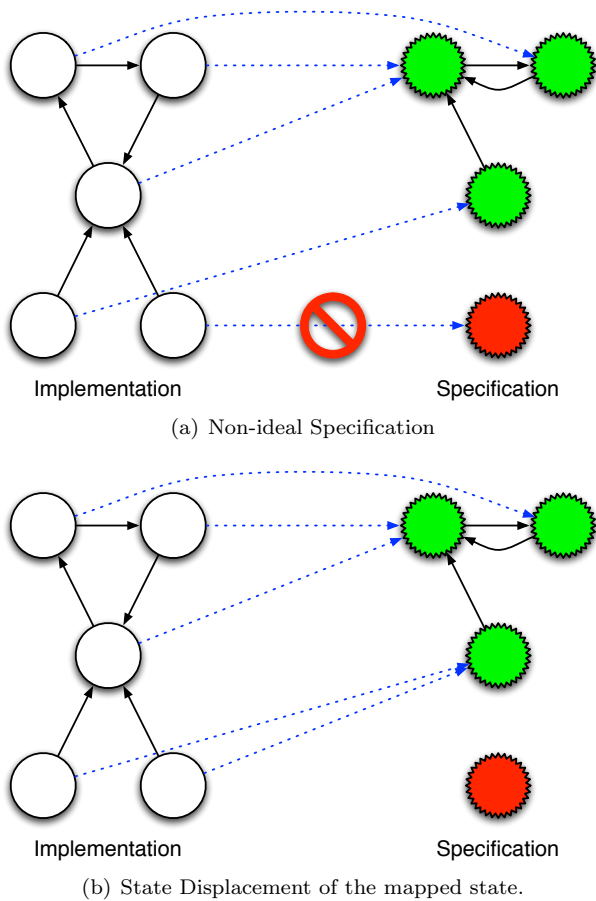 Implementation
Specification
(a) Non-ideal Specification
Implementation
Specification
(b) State Displacement of the mapped state.